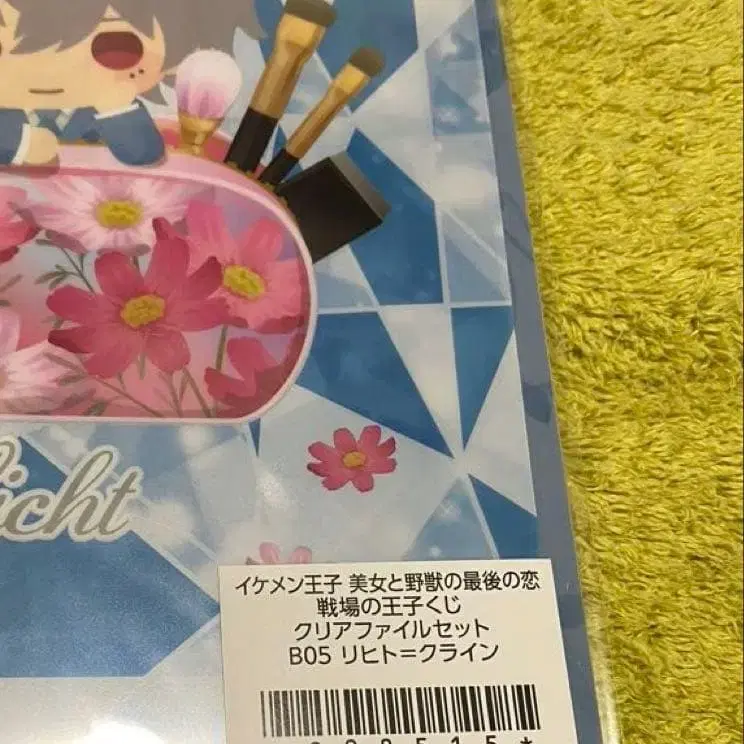 icht
イケメン王子 美女と野獣の最後の恋
戦場の王子くじ
クリアファイルセット
B05 リヒト=クライン